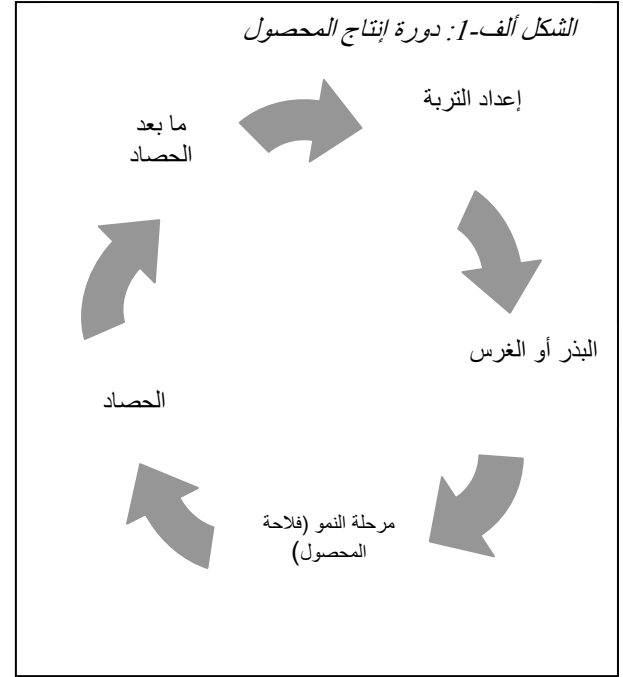 الشكل ألف-1: دورة إنتاج المحصول
إعداد التربة
البذر أو الغرس
مرحلة النمو (فلاحة
المحصول)
الحصاد
ما بعد
الحصاد